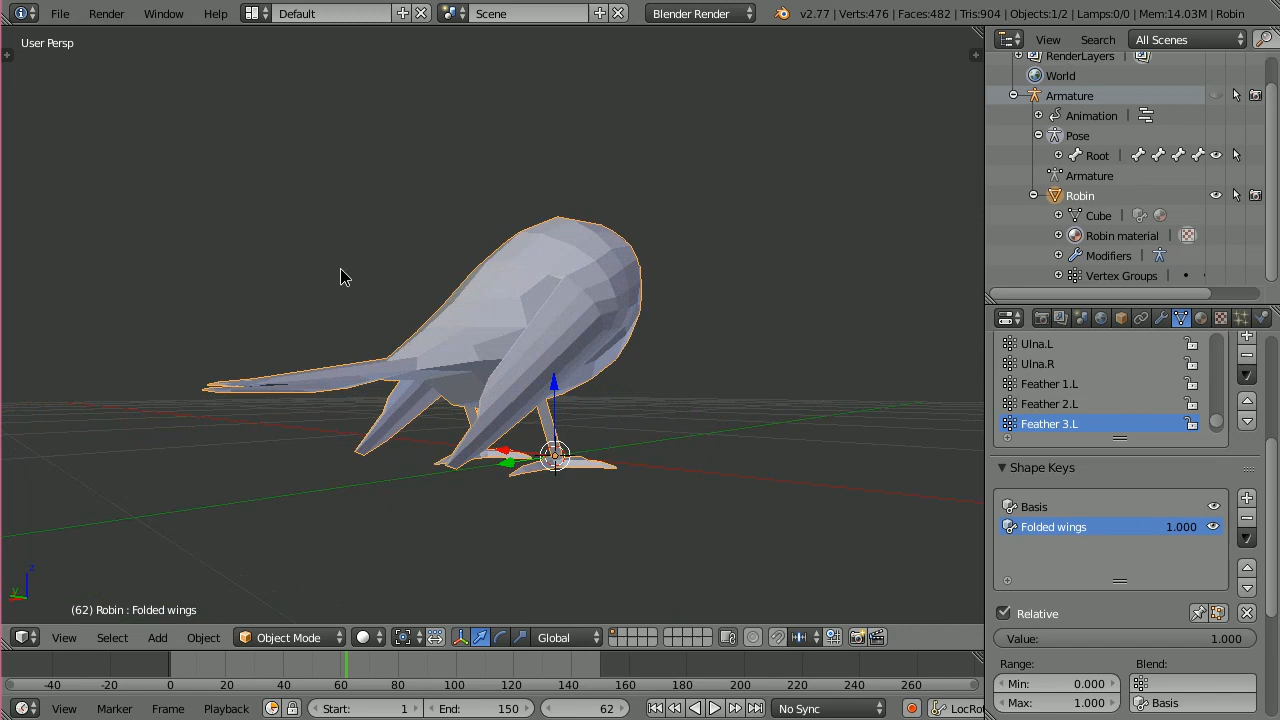 File Render Window Help Default Scene Blender Render v2.77 | Verts:476 | Faces:482 | Tris:904 | Objects:1/2 | Lamps:0/0 | Mem:14.03M | Robin
User Persp
View Search All Scenes
RenderLayers
World
Armature
Animation
Pose
Root
Armature
Robin
Cube
Robin material
Modifiers
Vertex Groups
Ulna.L
Ulna.R
Feather 1.L
Feather 2.L
Feather 3.L
Shape Keys
Basis
Folded wings 1.000
Relative
Value: 1.000
Range: Blend:
Min: 0.000
Max: 1.000 Basis
z
y
(62) Robin : Folded wings
View Select Add Object Object Mode Global
-40 -20 0 20 40 60 80 100 120 140 160 180 200 220 240 260
View Marker Frame Playback Start: 1 End: 150 62 No Sync LocRo